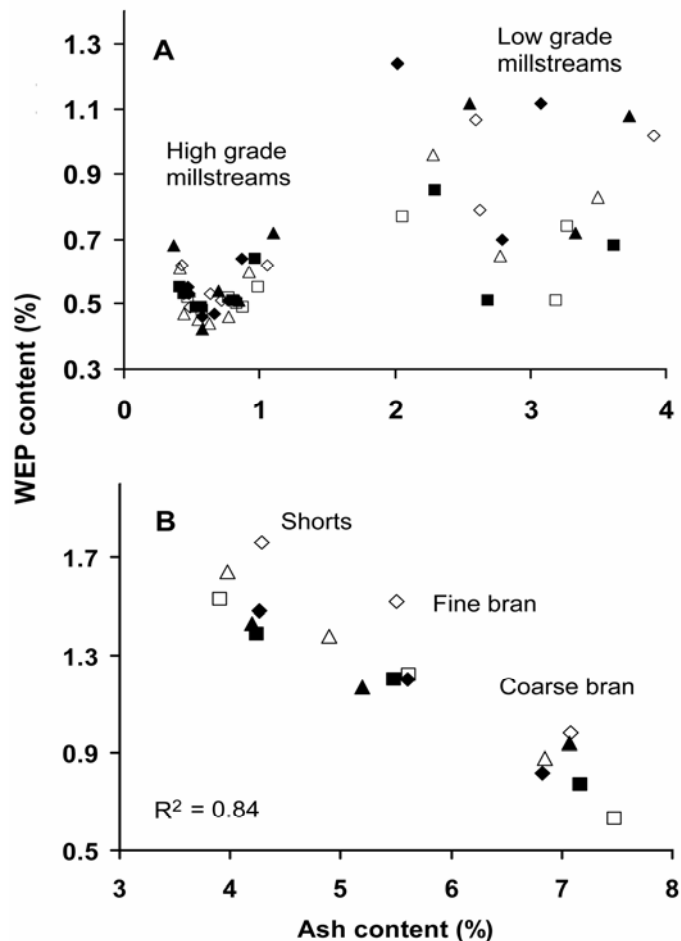 A
Low grade
millstreams
High grade
millstreams
1.3
1.1
0.9
0.7
0.5
0.3
0
1
2
3
4
WEP content (%)
B
Shorts
Fine bran
Coarse bran
1.7
1.3
0.9
0.5
R² = 0.84
3
4
5
6
7
8
Ash content (%)